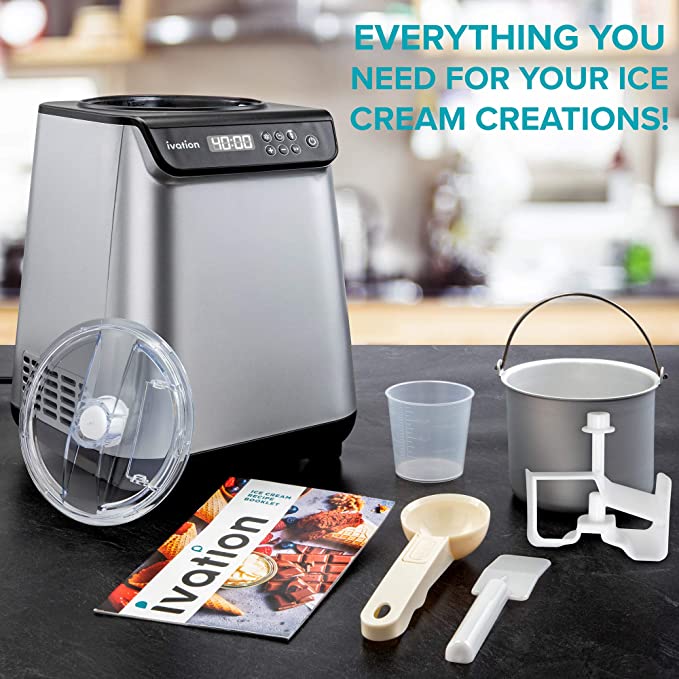 EVERYTHING YOU
NEED FOR YOUR ICE
CREAM CREATIONS!
ivation
40:00
ICE CREAM
RECIPE
BOOKLET
ivation